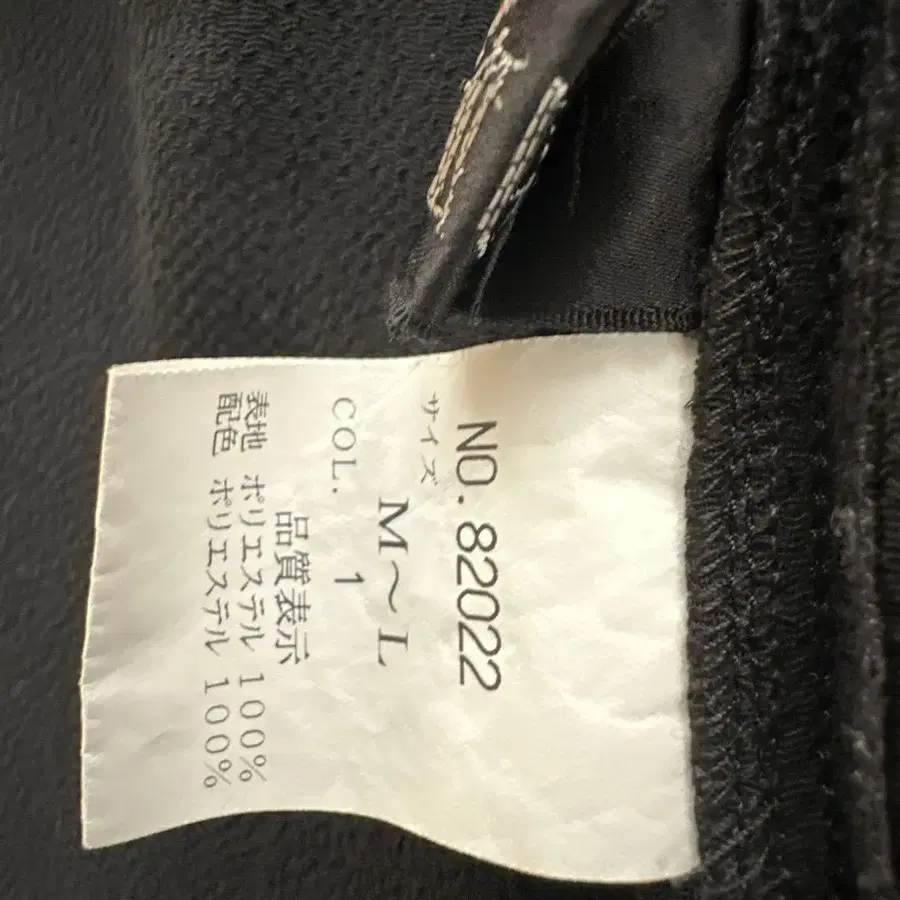 NO. 82022
サイズ M～L
COL. 1
品質表示
表地 ポリエステル 100%
配色 ポリエステル 100%